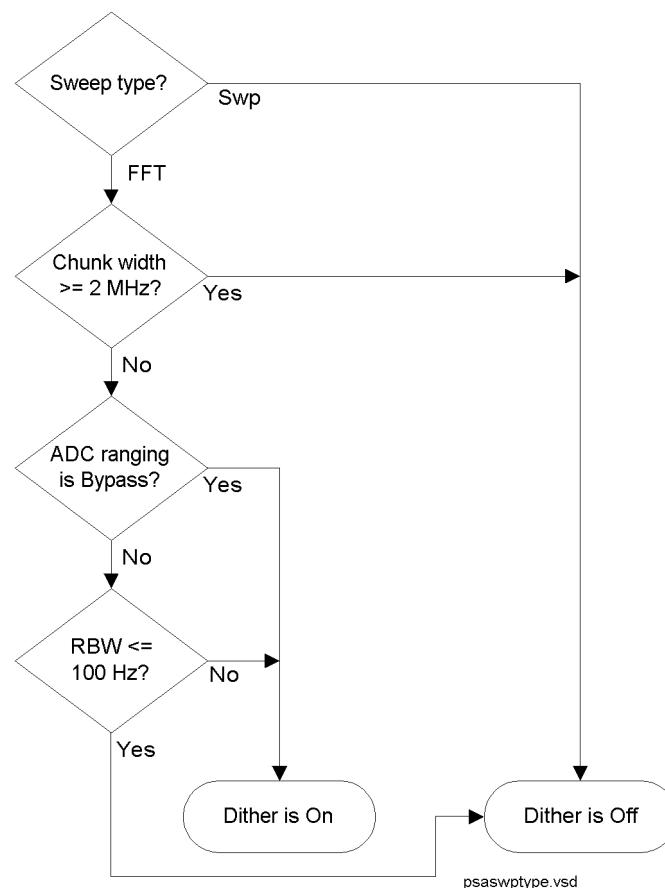 Sweep type?
Swp
FFT
Chunk width
>= 2 MHz?
Yes
No
ADC ranging
is Bypass?
Yes
No
RBW <=
100 Hz?
No
Yes
Dither is On
Dither is Off
psaswptype.vsd